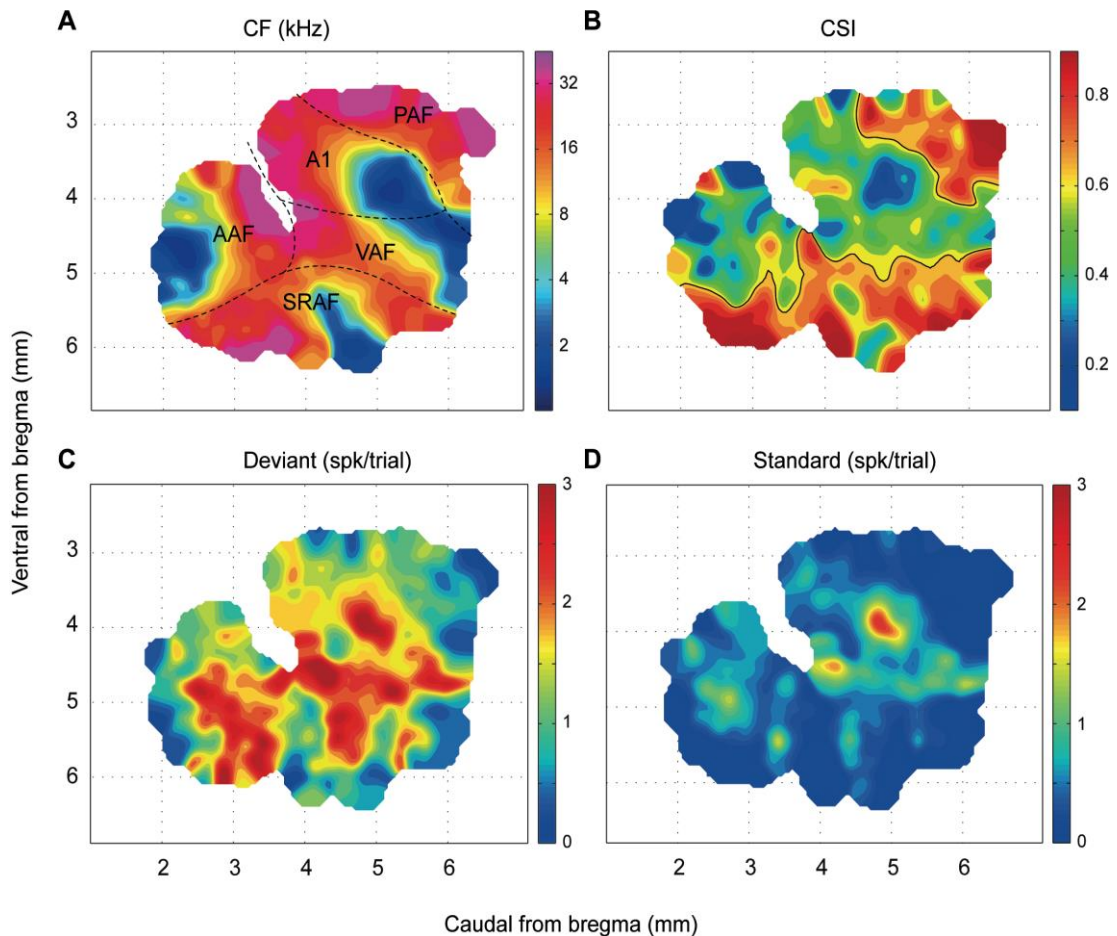 A
CF (kHz)
PAF
A1
AAF
VAF
SRAF
3
4
5
6
32
16
8
4
2
B
CSI
0.8
0.6
0.4
0.2
C
Deviant (spk/trial)
3
4
5
6
2
3
4
5
6
3
2
1
0
D
Standard (spk/trial)
2
3
4
5
6
3
2
1
0
Ventral from bregma (mm)
Caudal from bregma (mm)